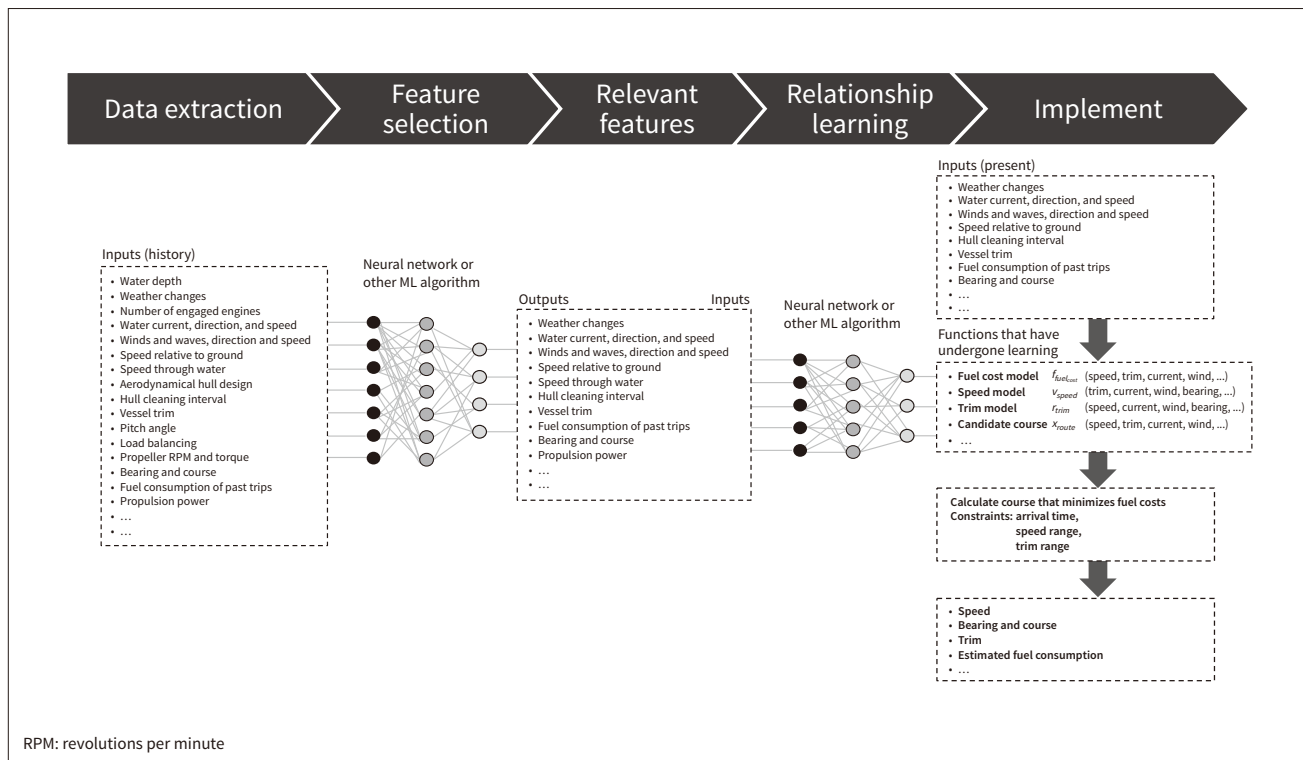 Data extraction
Feature
selection
Relevant
features
Relationship
learning
Implement
Inputs (history)
• Water depth
• Weather changes
• Number of engaged engines
• Water current, direction, and speed
• Winds and waves, direction and speed
• Speed relative to ground
• Speed through water
• Aerodynamical hull design
• Hull cleaning interval
• Vessel trim
• Pitch angle
• Load balancing
• Propeller RPM and torque
• Bearing and course
• Fuel consumption of past trips
• Propulsion power
• …
• …
Neural network or
other ML algorithm
Outputs
Inputs
• Weather changes
• Water current, direction, and speed
• Winds and waves, direction and speed
• Speed relative to ground
• Speed through water
• Hull cleaning interval
• Vessel trim
• Fuel consumption of past trips
• Bearing and course
• Propulsion power
• …
• …
Neural network or
other ML algorithm
Inputs (present)
• Weather changes
• Water current, direction, and speed
• Winds and waves, direction and speed
• Speed relative to ground
• Hull cleaning interval
• Vessel trim
• Fuel consumption of past trips
• Bearing and course
• …
• …
Functions that have
undergone learning
• Fuel cost model f fuel cost (speed, trim, current, wind, ...)
• Speed model v speed (trim, current, wind, bearing, ...)
• Trim model r trim (speed, current, wind, bearing, ...)
• Candidate course x route (speed, trim, current, wind, ...)
• …
Calculate course that minimizes fuel costs
Constraints: arrival time,
speed range,
trim range
• Speed
• Bearing and course
• Trim
• Estimated fuel consumption
• …
RPM: revolutions per minute